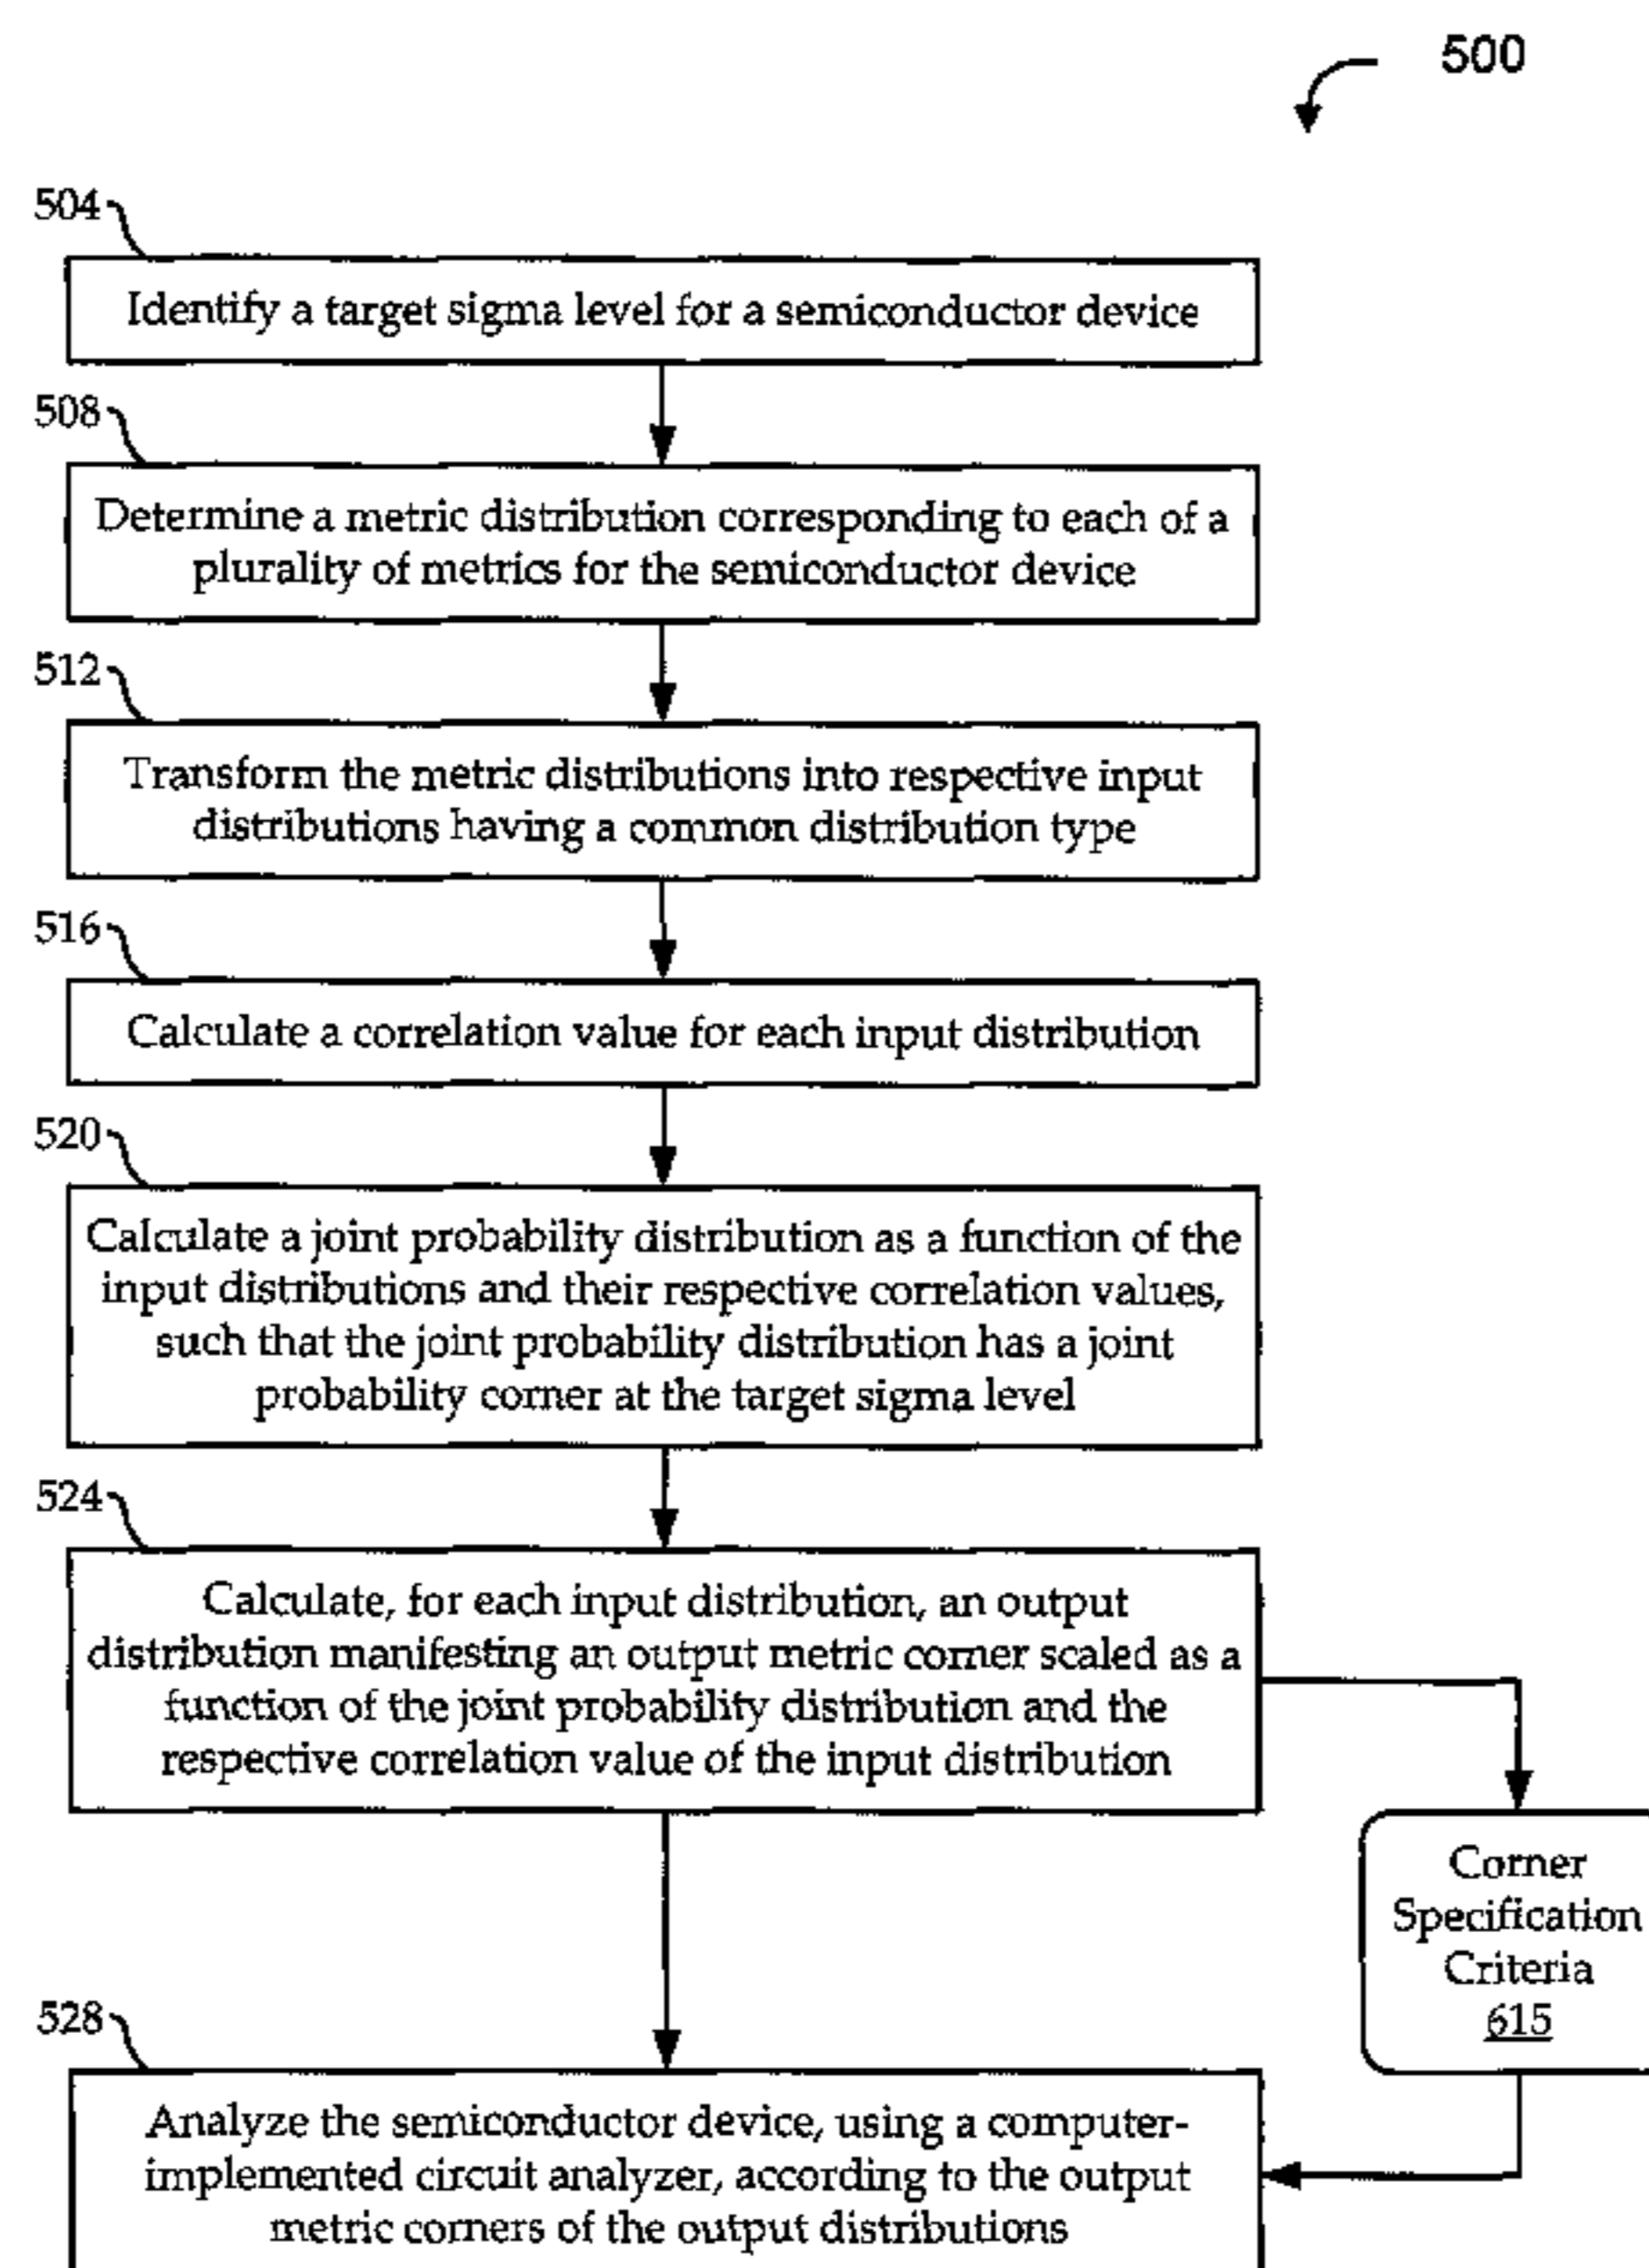 500
504
Identify a target sigma level for a semiconductor device
508
Determine a metric distribution corresponding to each of a
plurality of metrics for the semiconductor device
512
Transform the metric distributions into respective input
distributions having a common distribution type
516
Calculate a correlation value for each input distribution
520
Calculate a joint probability distribution as a function of the
input distributions and their respective correlation values,
such that the joint probability distribution has a joint
probability corner at the target sigma level
524
Calculate, for each input distribution, an output
distribution manifesting an output metric corner scaled as a
function of the joint probability distribution and the
respective correlation value of the input distribution
Corner
Specification
Criteria
615
528
Analyze the semiconductor device, using a computer-
implemented circuit analyzer, according to the output
metric corners of the output distributions